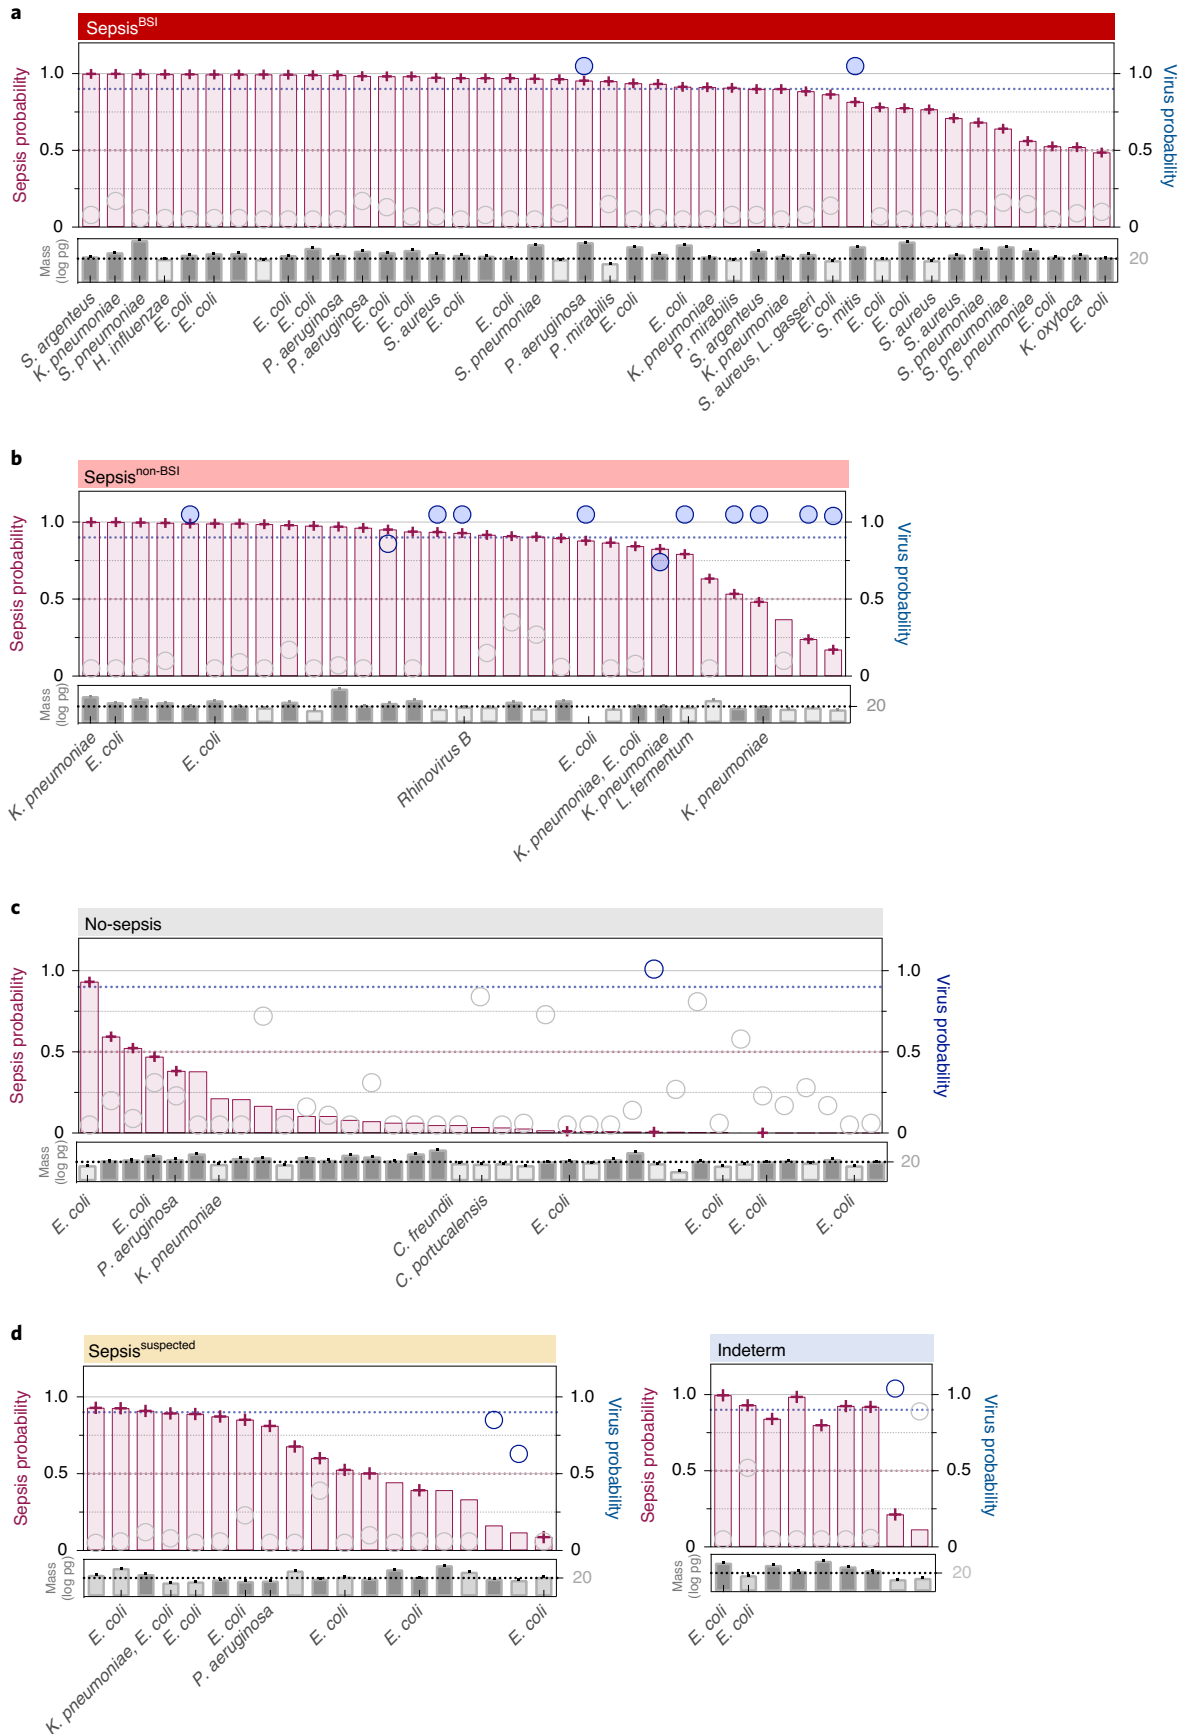 a
Sepsis^BSI
Sepsis probability
1.0
0.5
0
1.0
0.5
0
Virus probability
Mass
(log pg)
20
S. argenteus
K. pneumoniae
S. pneumoniae
H. influenzae
E. coli
E. coli
E. coli
E. coli
P. aeruginosa
P. aeruginosa
E. coli
E. coli
S. aureus
E. coli
E. coli
S. pneumoniae
P. aeruginosa
P. mirabilis
E. coli
E. coli
K. pneumoniae
P. mirabilis
S. argenteus
K. pneumoniae
S. aureus, L. gasseri
E. coli
S. mitis
E. coli
E. coli
S. aureus
S. aureus
S. pneumoniae
S. pneumoniae
S. pneumoniae
E. coli
K. oxytoca
E. coli
b
Sepsis^non-BSI
Sepsis probability
1.0
0.5
0
1.0
0.5
0
Virus probability
Mass
(log pg)
20
K. pneumoniae
E. coli
E. coli
Rhinovirus B
E. coli
K. pneumoniae, E. coli
K. pneumoniae
L. fermentum
K. pneumoniae
c
No-sepsis
Sepsis probability
1.0
0.5
0
1.0
0.5
0
Virus probability
Mass
(log pg)
20
E. coli
E. coli
P. aeruginosa
K. pneumoniae
C. freundii
C. portucalensis
E. coli
E. coli
E. coli
E. coli
d
Sepsis^suspected
Sepsis probability
1.0
0.5
0
1.0
0.5
0
Virus probability
Mass
(log pg)
20
E. coli
K. pneumoniae, E. coli
E. coli
E. coli
P. aeruginosa
E. coli
E. coli
E. coli
Indeterm
Sepsis probability
1.0
0.5
0
1.0
0.5
0
Virus probability
Mass
(log pg)
20
E. coli
E. coli